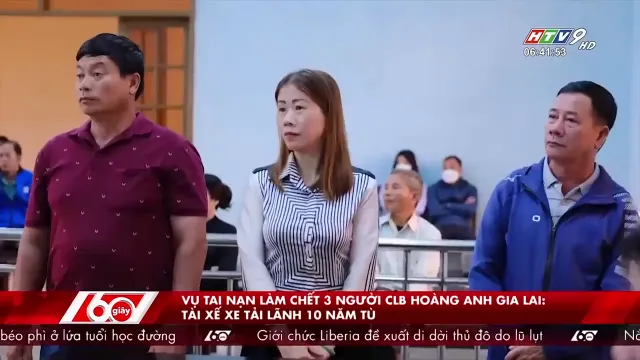 HTV9 HD
06:41:53
60 giây
VỤ TAI NẠN LÀM CHẾT 3 NGƯỜI CLB HOÀNG ANH GIA LAI:
TÀI XẾ XE TẢI LÃNH 10 NĂM TÙ
béo phì ở lứa tuổi học đường 60giây Giới chức Liberia đề xuất di dời thủ đô do lũ lụt 60giây